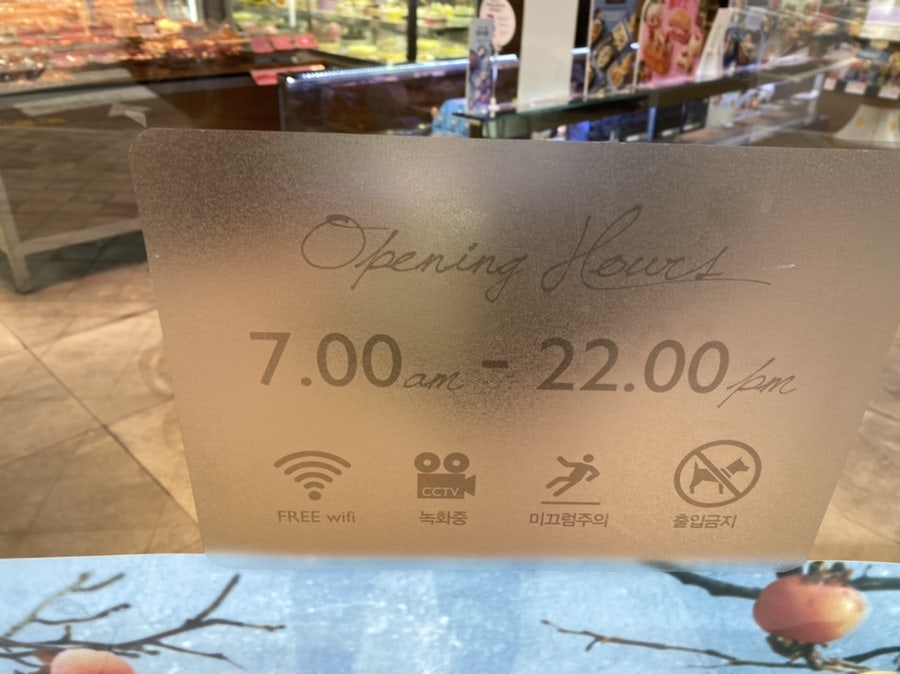 Opening Hours
7.00am - 22.00pm
CCTV
FREE wifi 녹화중 미끄럼주의 출입금지